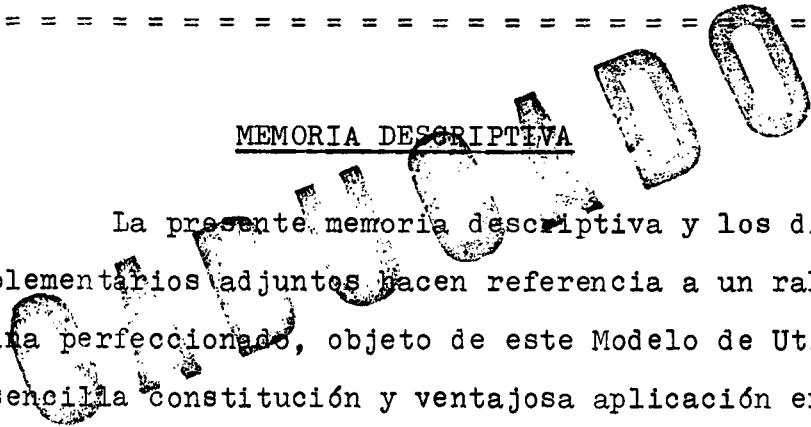 = = = = = = = = = = = = = = = = = = = = = = =
MEMORIA DESCRIPTIVA
CADUCADO
La presente memoria descriptiva y los
adjuntos hacen referencia a un
perfeccionado, objeto de este Modelo de
sencilla constitución y ventajosa aplicación